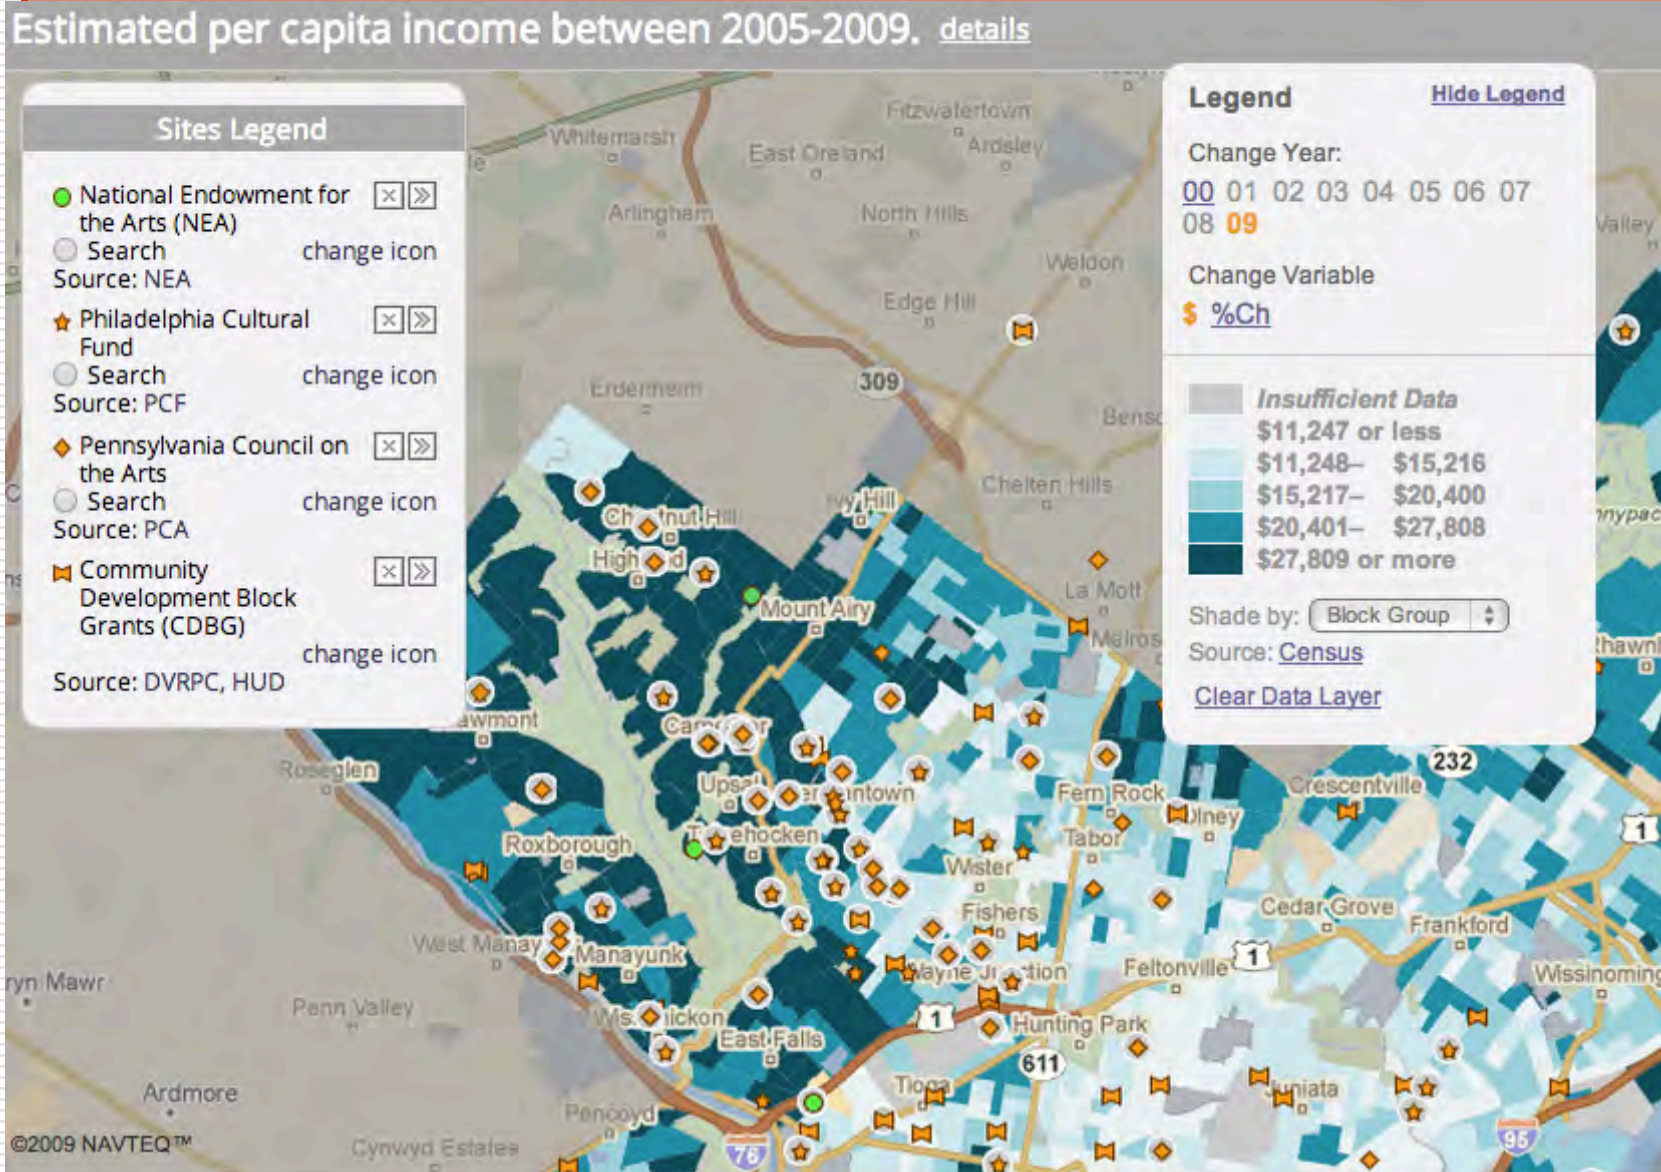 Estimated per capita income between 2005-2009. details
Sites Legend
National Endowment for
the Arts (NEA)
Search change icon
Source: NEA
Philadelphia Cultural
Fund
Search change icon
Source: PCF
Pennsylvania Council on
the Arts
Search change icon
Source: PCA
Community
Development Block
Grants (CDBG)
change icon
Source: DVRPC, HUD
Legend Hide Legend
Change Year:
00 01 02 03 04 05 06 07
08 09
Change Variable
$ %Ch
Insufficient Data
$11,247 or less
$11,248– $15,216
$15,217– $20,400
$20,401– $27,808
$27,809 or more
Shade by: Block Group
Source: Census
Clear Data Layer
Fitzwatertown
Whitemarsh
East Oreland
Ardsley
Arlingham
North Hills
Valley
Weldon
Edge Hill
Erdenheim
309
Chelten Hills
Ivy Hill
La Mott
Mount Airy
Roseglen
232
Crescentville
Fern Rock
1
Roxborough
Tabor
Wister
Fishers
Cedar Grove
Frankford
Manayunk
Feltonville
1
Wissinoming
Penn Valley
1
Hunting Park
East Falls
611
Ardmore
Tioga
Juniata
Pencoyd
©2009 NAVTEQ™
Cynwyd Estates
76
95